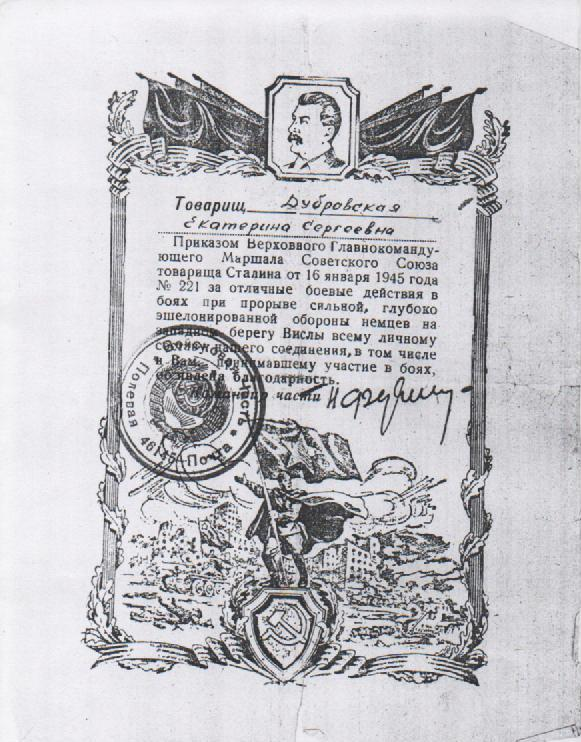 Товарищ Дубровская
Екатерина Сергеевна
Приказом Верховного Главнокоманду-
ющего Маршала Советского Союза
товарища Сталина от 16 января 1945 года
№ 221 за отличные боевые действия в
боях при прорыве сильной, глубоко
эшелонированной обороны немцев на
западном берегу Вислы всему личному
составу нашего соединения, в том числе
и Вам, принимавшему участие в боях,
объявлена благодарность.
Командир части
Полевая Почта